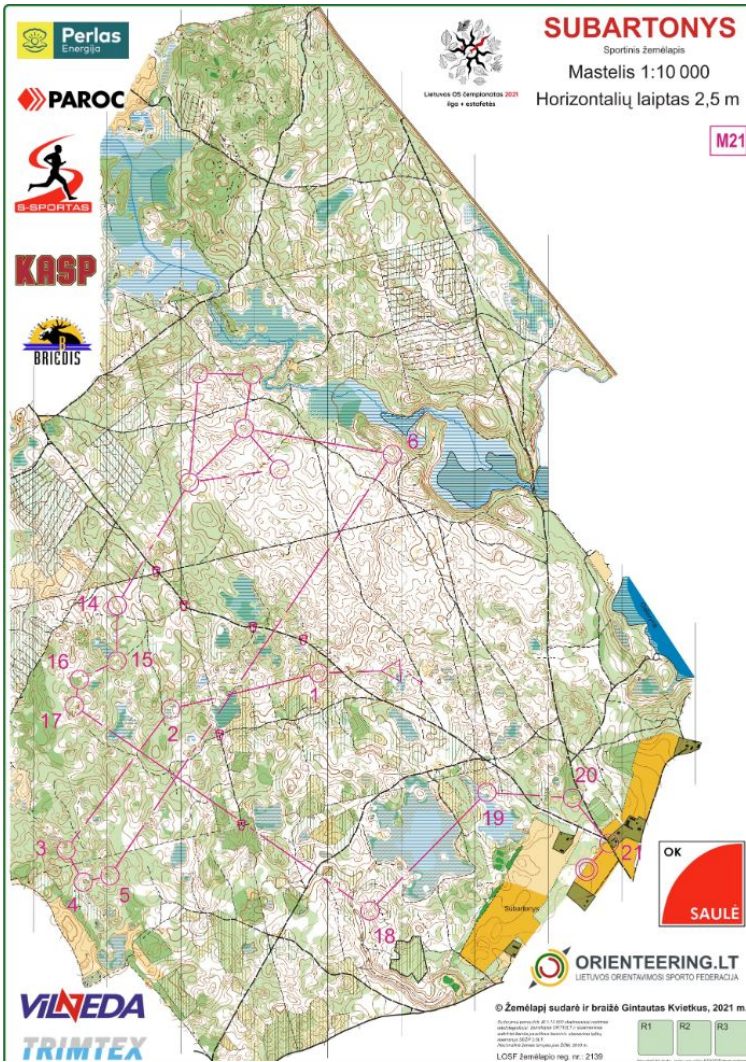 Perlas
Energija
SUBARTONYS
Sportinis žemėlapis
Mastelis 1:10 000
Horizontalių laiptas 2,5 m
Lietuvos OS čempionatas 2021
ilga + estafetės
M21
PAROC
S-SPORTAS
KASP
BRIEDIS
6
14
15
16
17
1
2
3
4
5
18
19
20
21
Subartonys
OK
SAULĖ
ORIENTEERING.LT
LIETUVOS ORIENTAVIMOSI SPORTO FEDERACIJA
VILNEDA
TRIMTEX
© Žemėlapį sudarė ir braižė Gintautas Kvietkus, 2021 m.
LOSF žemėlapio reg. nr.: 2139
R1 R2 R3